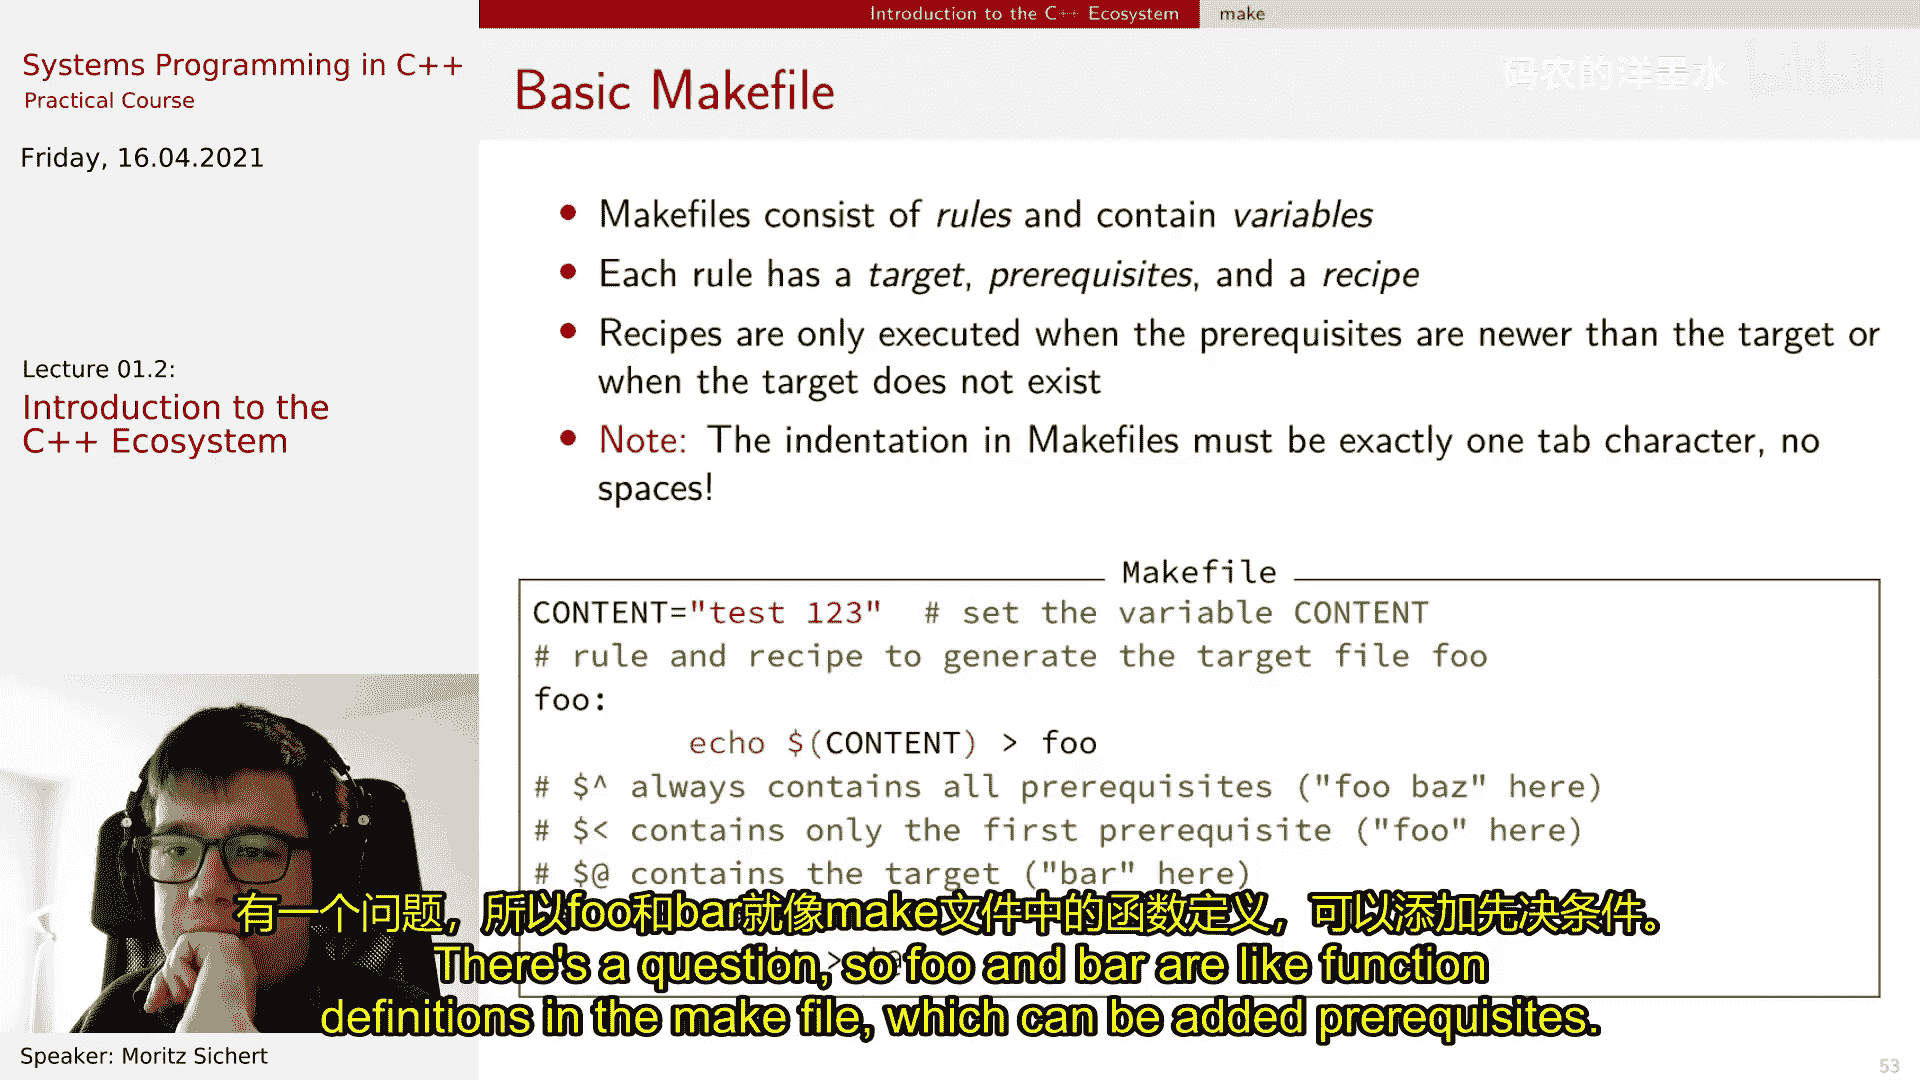 Introduction to the C++ Ecosystem
make
Systems Programming in C++
Practical Course
Friday, 16.04.2021
Lecture 01.2:
Introduction to the
C++ Ecosystem
Basic Makefile
码农的洋墨水
bilibili
• Makefiles consist of rules and contain variables
• Each rule has a target, prerequisites, and a recipe
• Recipes are only executed when the prerequisites are newer than the target or
when the target does not exist
• Note: The indentation in Makefiles must be exactly one tab character, no
spaces!
Makefile
CONTENT="test 123" # set the variable CONTENT
# rule and recipe to generate the target file foo
foo:
echo $(CONTENT) > foo
# $^ always contains all prerequisites ("foo baz" here)
# $< contains only the first prerequisite ("foo" here)
# $@ contains the target ("bar" here)
有一个问题，所以foo和bar就像make文件中的函数定义，可以添加先决条件。
There's a question, so foo and bar are like function
definitions in the make file, which can be added prerequisites.
Speaker: Moritz Sichert
53